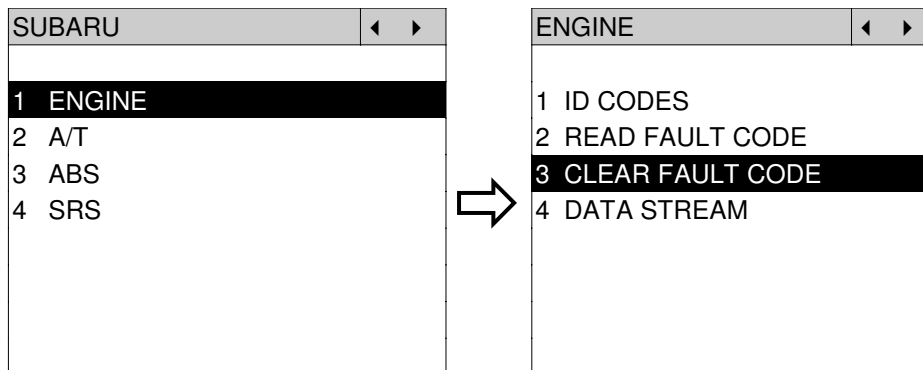 SUBARU
1 ENGINE
2 A/T
3 ABS
4 SRS
ENGINE
1 ID CODES
2 READ FAULT CODE
3 CLEAR FAULT CODE
4 DATA STREAM